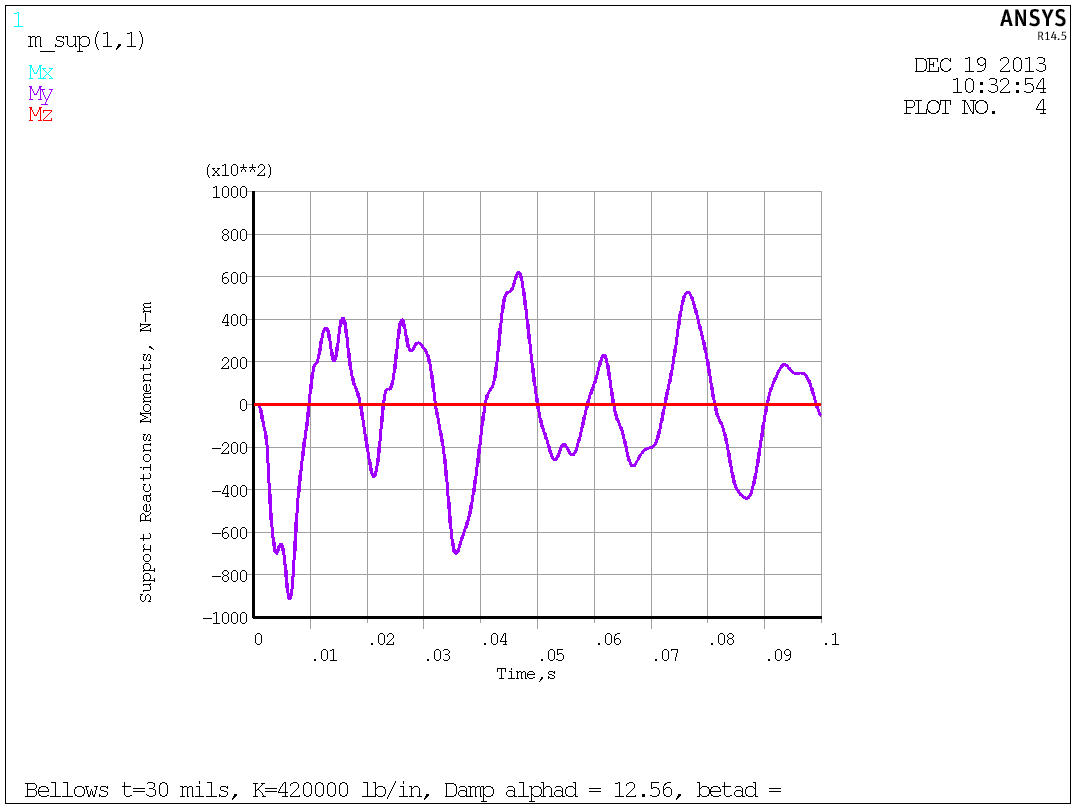 1
ANSYS
R14.5
m_sup(1,1)
Mx
My
Mz
DEC 19 2013
10:32:54
PLOT NO. 4
(x10**2)
1000
800
600
400
200
0
-200
-400
-600
-800
-1000
Support Reactions Moments, N-m
0 .02 .04 .06 .08 .1
.01 .03 .05 .07 .09
Time,s
Bellows t=30 mils, K=420000 lb/in, Damp alphad = 12.56, betad =